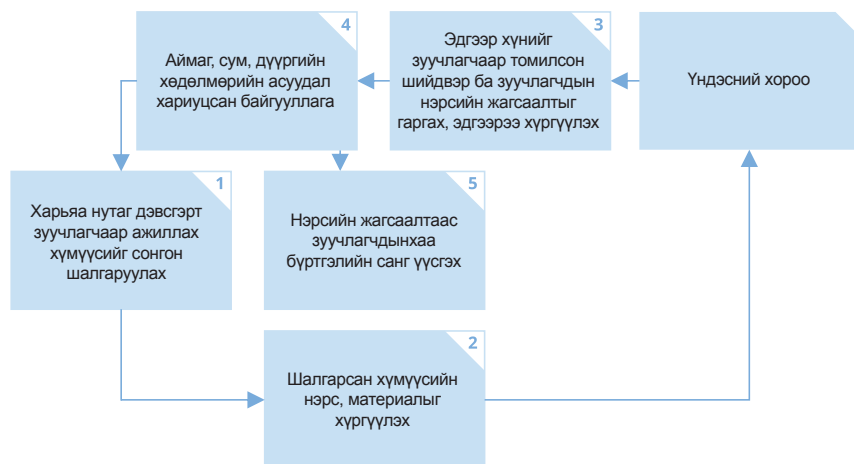 4
Аймаг, сум, дүүргийн
хөдөлмөрийн асуудал
хариуцсан байгууллага
3
Эдгээр хүнийг
зуучлагчаар томилсон
шийдвэр ба зуучлагчдын
нэрсийн жагсаалтыг
гаргах, эдгээрээ хүргүүлэх
Үндэсний хороо
1
Харьяа нутаг дэвсгэрт
зуучлагчаар ажиллах
хүмүүсийг сонгон
шалгаруулах
5
Нэрсийн жагсаалтаас
зуучлагчдынхаа
бүртгэлийн санг үүсгэх
2
Шалгарсан хүмүүсийн
нэрс, материалыг
хүргүүлэх